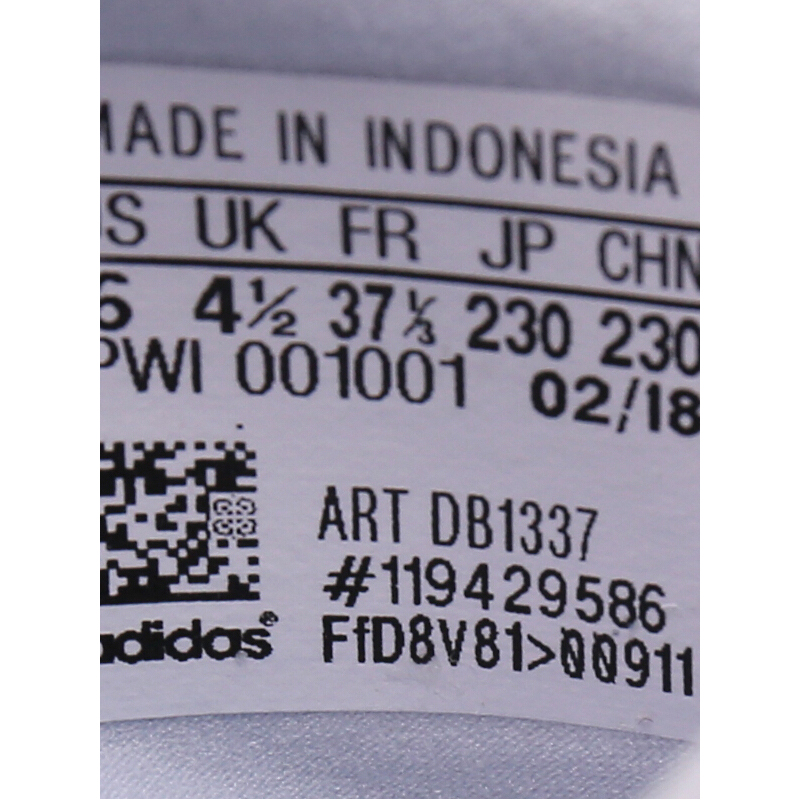 MADE IN INDONESIA
US UK FR JP CHN
6 4½ 37⅓ 230 230
PWI 001001 02/18
ART DB1337
#119429586
adidas®
FfD8V81>00911